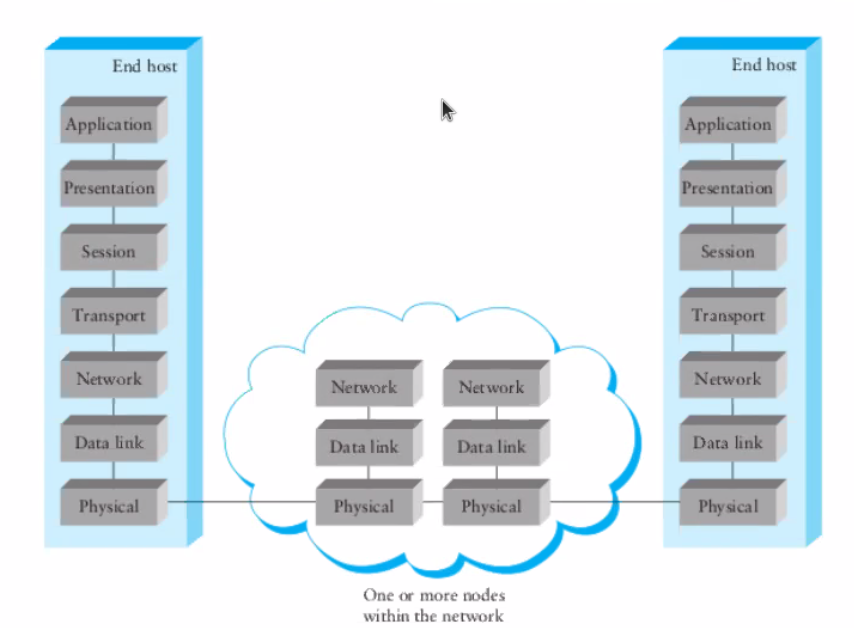 End host
Application
Presentation
Session
Transport
Network
Data link
Physical
Network
Data link
Physical
Network
Data link
Physical
End host
Application
Presentation
Session
Transport
Network
Data link
Physical
One or more nodes
within the network